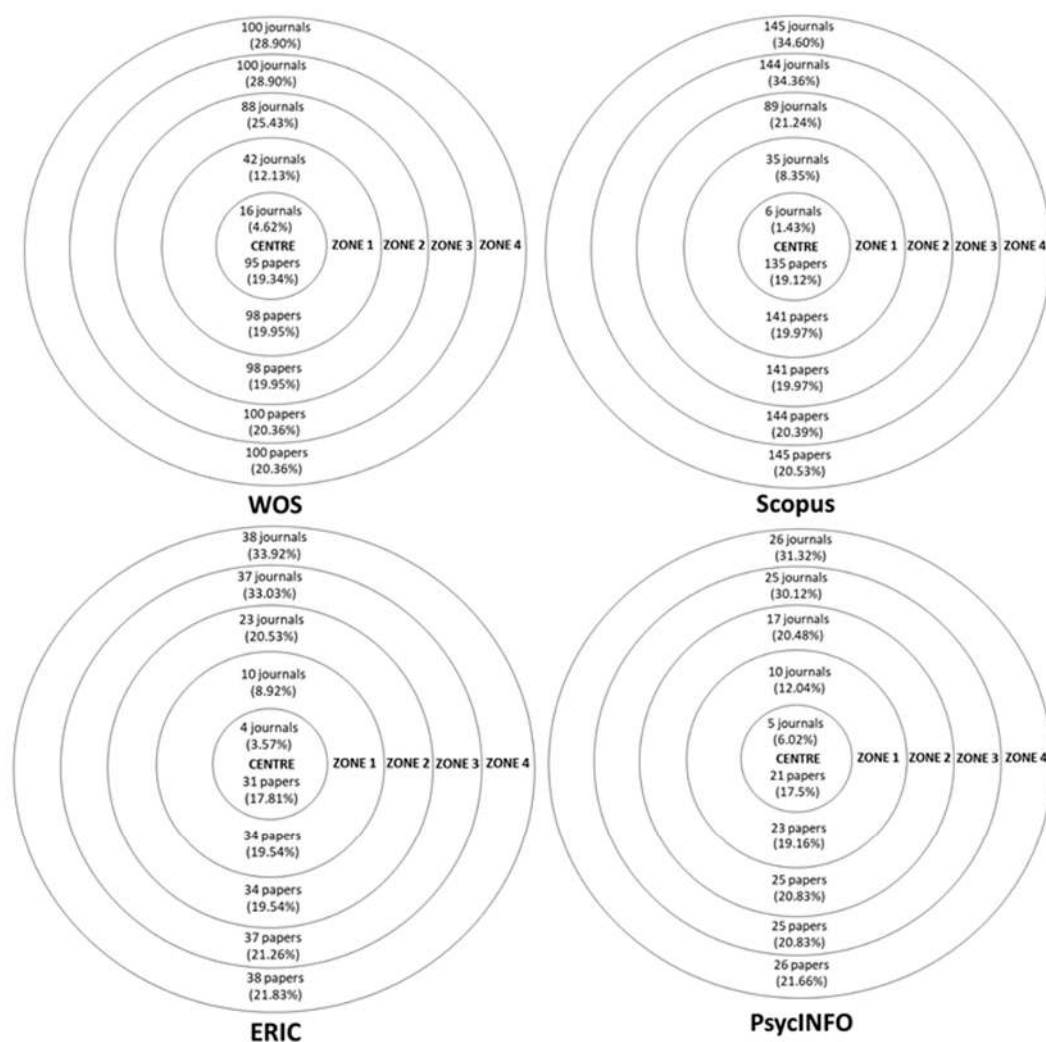 100 journals
(28.90%)
100 journals
(28.90%)
88 journals
(25.43%)
42 journals
(12.13%)
16 journals
(4.62%)
CENTRE ZONE 1 ZONE 2 ZONE 3 ZONE 4
95 papers
(19.34%)
98 papers
(19.95%)
98 papers
(19.95%)
100 papers
(20.36%)
100 papers
(20.36%)
WOS
145 journals
(34.60%)
144 journals
(34.36%)
89 journals
(21.24%)
35 journals
(8.35%)
6 journals
(1.43%)
CENTRE ZONE 1 ZONE 2 ZONE 3 ZONE 4
135 papers
(19.12%)
141 papers
(19.97%)
141 papers
(19.97%)
144 papers
(20.39%)
145 papers
(20.53%)
Scopus
38 journals
(33.92%)
37 journals
(33.03%)
23 journals
(20.53%)
10 journals
(8.92%)
4 journals
(3.57%)
CENTRE ZONE 1 ZONE 2 ZONE 3 ZONE 4
31 papers
(17.81%)
34 papers
(19.54%)
34 papers
(19.54%)
37 papers
(21.26%)
38 papers
(21.83%)
ERIC
26 journals
(31.32%)
25 journals
(30.12%)
17 journals
(20.48%)
10 journals
(12.04%)
5 journals
(6.02%)
CENTRE ZONE 1 ZONE 2 ZONE 3 ZONE 4
21 papers
(17.5%)
23 papers
(19.16%)
25 papers
(20.83%)
25 papers
(20.83%)
26 papers
(21.66%)
PsycINFO